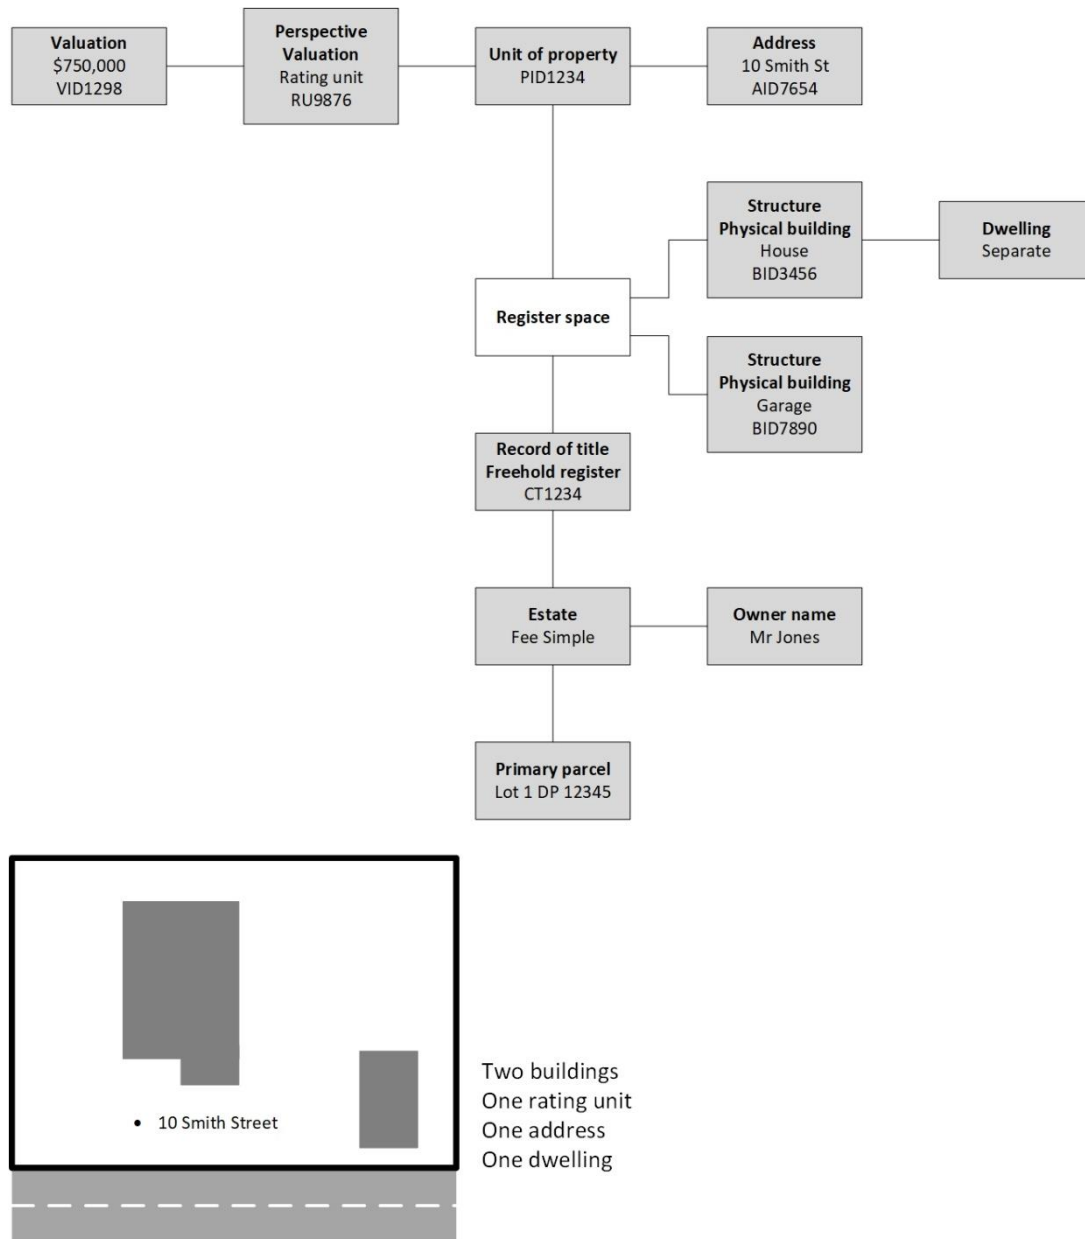 Valuation
$750,000
VID1298
Perspective
Valuation
Rating unit
RU9876
Unit of property
PID1234
Address
10 Smith St
AID7654
Structure
Physical building
House
BID3456
Dwelling
Separate
Register space
Structure
Physical building
Garage
BID7890
Record of title
Freehold register
CT1234
Estate
Fee Simple
Owner name
Mr Jones
Primary parcel
Lot 1 DP 12345
• 10 Smith Street
Two buildings
One rating unit
One address
One dwelling